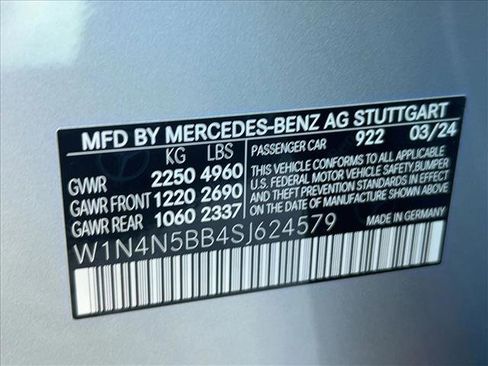 MFD BY MERCEDES-BENZ AG STUTTGART
KG LBS PASSENGER CAR 922 03/24
GVWR 2250 4960
GAWR FRONT 1220 2690
GAWR REAR 1060 2337
THIS VEHICLE CONFORMS TO ALL APPLICABLE
U.S. FEDERAL MOTOR VEHICLE SAFETY, BUMPER
AND THEFT PREVENTION STANDARDS IN EFFECT ON
THE DATE OF MANUFACTURE SHOWN ABOVE.
W1N4N5BB4SJ624579 MADE IN GERMANY